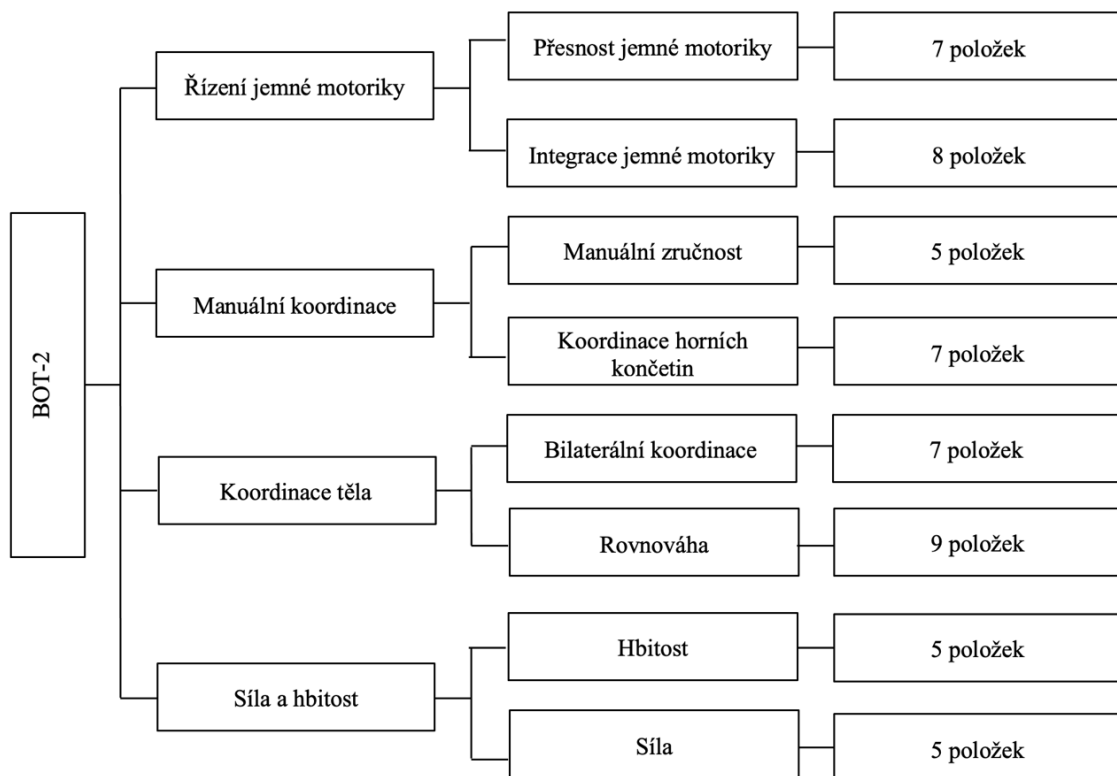 BOT-2
Řízení jemné motoriky
Přesnost jemné motoriky
7 položek
Integrace jemné motoriky
8 položek
Manuální koordinace
Manuální zručnost
5 položek
Koordinace horních
končetin
7 položek
Koordinace těla
Bilaterální koordinace
7 položek
Rovnováha
9 položek
Síla a hbitost
Hbitost
5 položek
Síla
5 položek